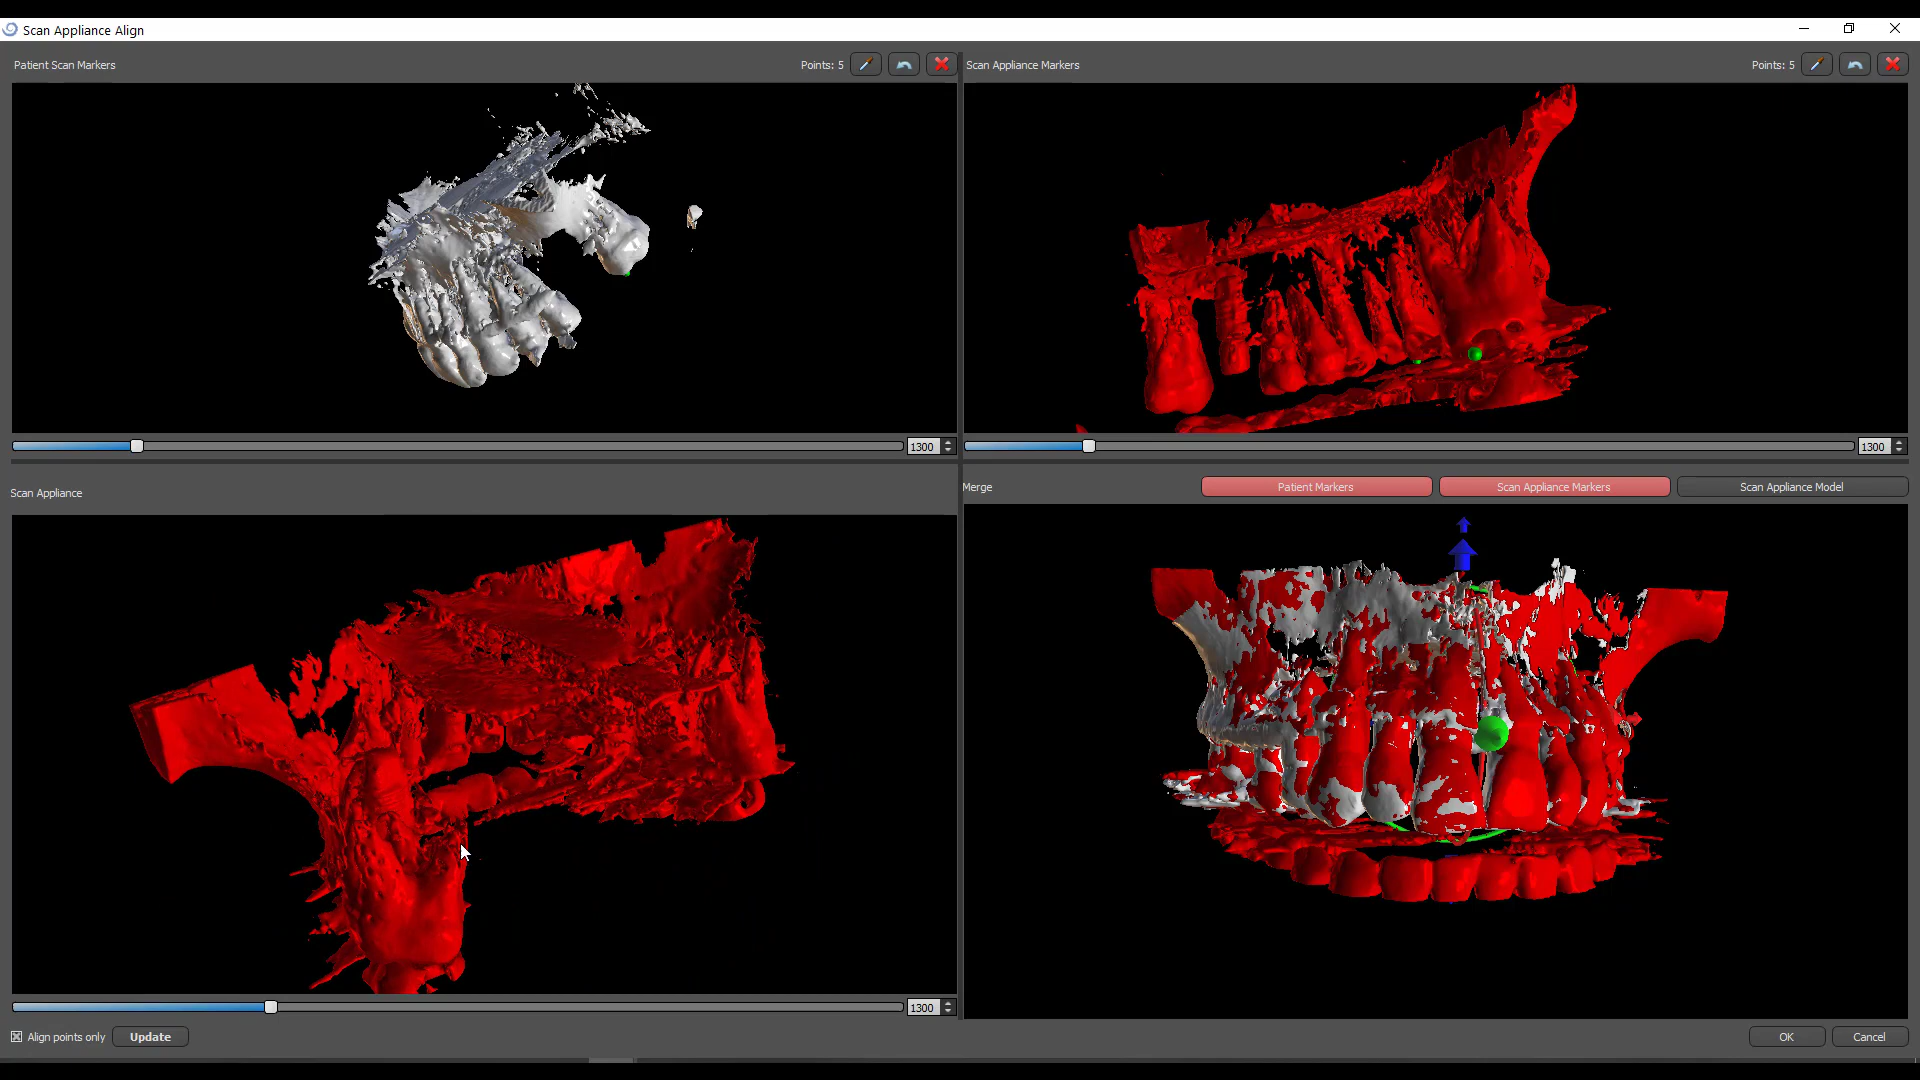 Scan Appliance Align
Patient Scan Markers
Points: 5
Scan Appliance Markers
Points: 5
1300
1300
Scan Appliance
Merge
Patient Markers
Scan Appliance Markers
Scan Appliance Model
1300
Align points only
Update
OK
Cancel